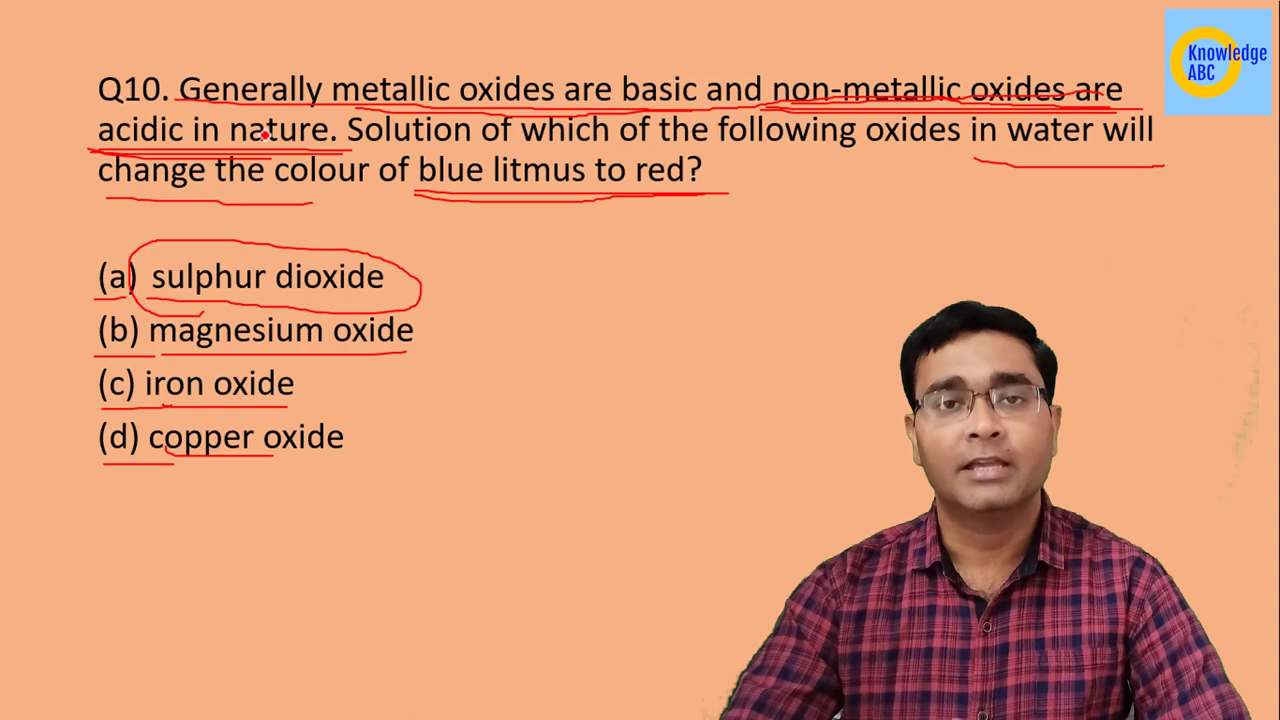 Knowledge
ABC
Q10. Generally metallic oxides are basic and non-metallic oxides are
acidic in nature. Solution of which of the following oxides in water will
change the colour of blue litmus to red?
(a) sulphur dioxide
(b) magnesium oxide
(c) iron oxide
(d) copper oxide